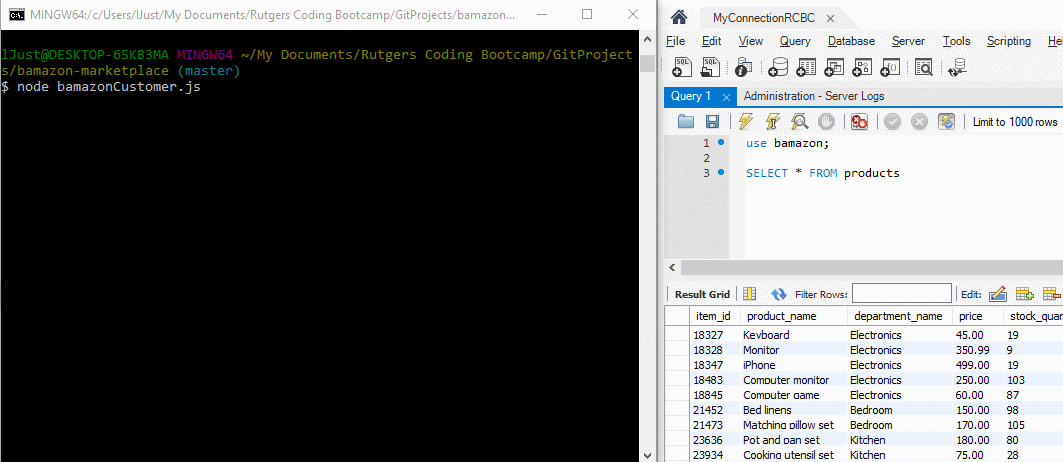 MINGW64:/c/Users/lJust/My Documents/Rutgers Coding Bootcamp/GitProjects/bamazon...
lJust@DESKTOP-65KB3MA MINGW64 ~/My Documents/Rutgers Coding Bootcamp/GitProject
s/bamazon-marketplace (master)
$ node bamazonCustomer.js
MyConnectionRCBC
File Edit View Query Database Server Tools Scripting Help
Query 1 Administration - Server Logs
Limit to 1000 rows
1 use bamazon;
2
3 SELECT * FROM products
Result Grid Filter Rows: Edit:
item_id product_name department_name price stock_quan
18327 Keyboard Electronics 45.00 19
18328 Monitor Electronics 350.99 9
18347 iPhone Electronics 499.00 19
18483 Computer monitor Electronics 250.00 103
18845 Computer game Electronics 60.00 87
21452 Bed linens Bedroom 150.00 98
21473 Matching pillow set Bedroom 170.00 105
23636 Pot and pan set Kitchen 180.00 80
23934 Cooking utensil set Kitchen 75.00 28